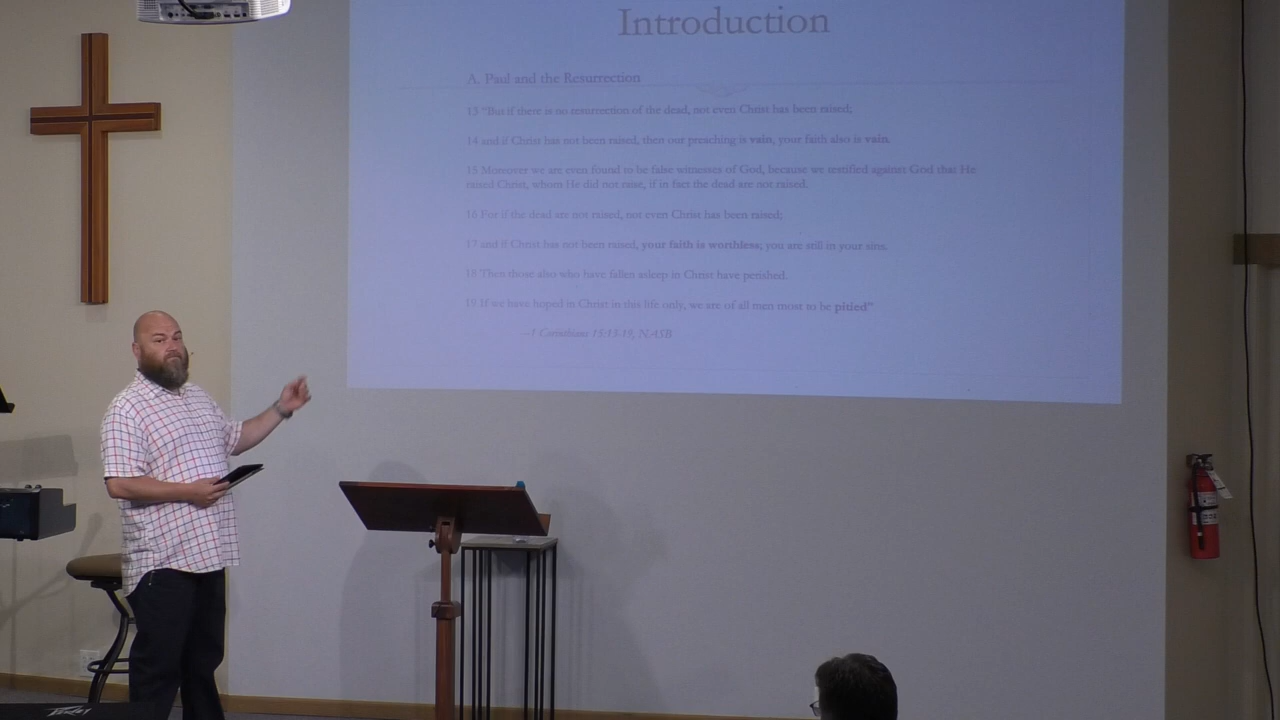 Introduction
A. Paul and the Resurrection
13 "But if there is no resurrection of the dead, not even Christ has been raised;
14 and if Christ has not been raised, then our preaching is vain, your faith also is vain.
15 Moreover we are even found to be false witnesses of God, because we testified against God that He
raised Christ, whom He did not raise, if in fact the dead are not raised.
16 For if the dead are not raised, not even Christ has been raised;
17 and if Christ has not been raised, your faith is worthless; you are still in your sins.
18 Then those also who have fallen asleep in Christ have perished.
19 If we have hoped in Christ in this life only, we are of all men most to be pitied"
--1 Corinthians 15:13-19, NASB
PEAVEY